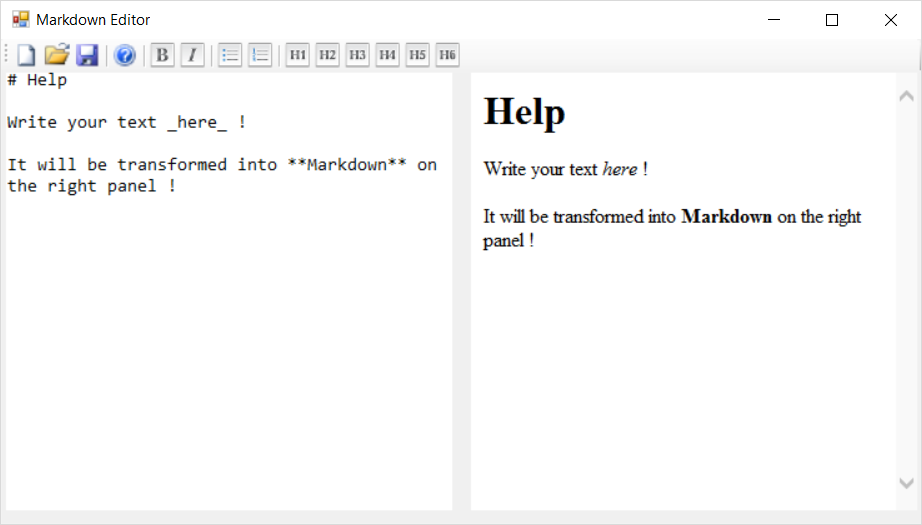 Markdown Editor
B I H1 H2 H3 H4 H5 H6
# Help
Write your text _here_ !
It will be transformed into **Markdown** on
the right panel !
Help
Write your text here !
It will be transformed into Markdown on the right
panel !